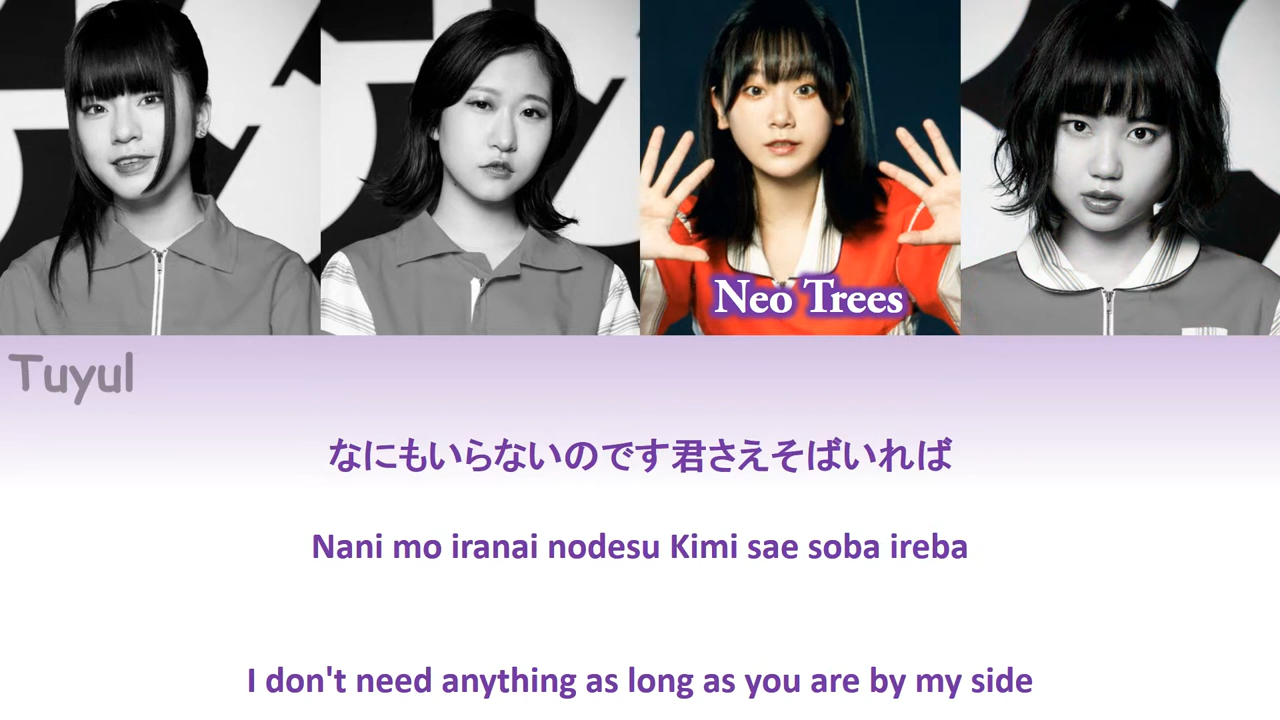 Neo Trees
Tuyul
なにもいらないのです君さえそばいれば
Nani mo iranai nodesu Kimi sae soba ireba
I don't need anything as long as you are by my side